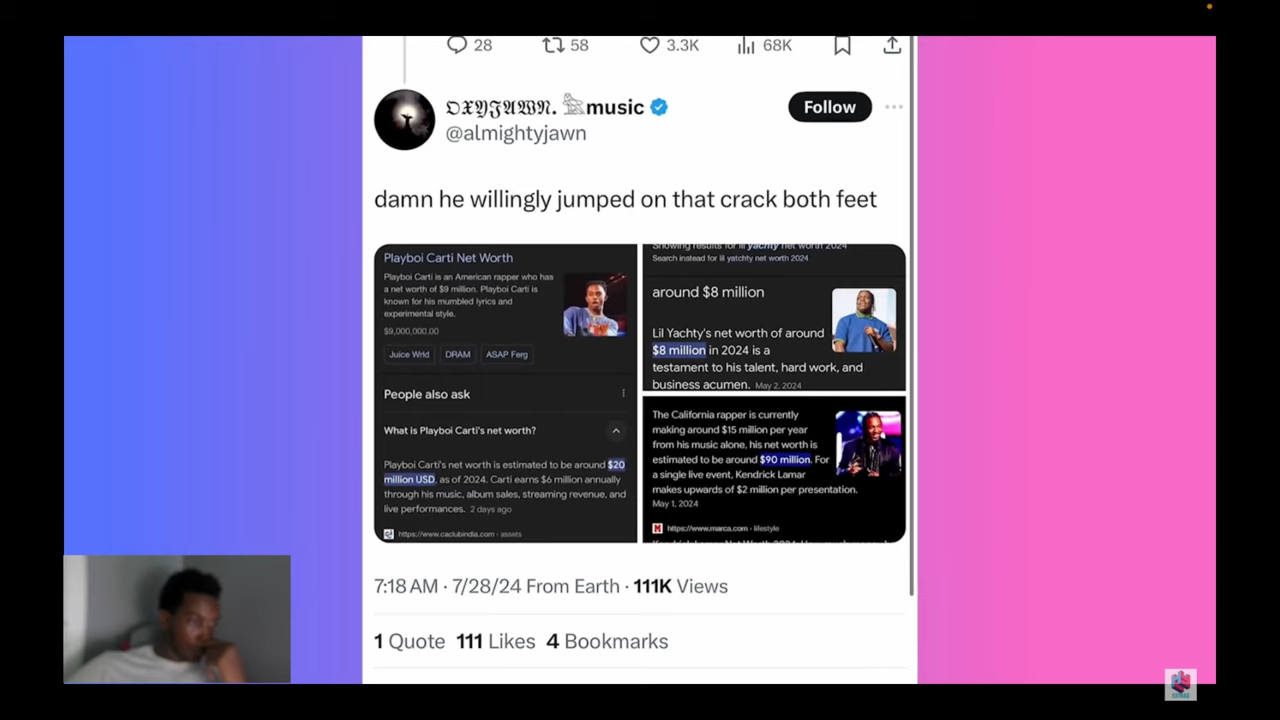 28 58 3.3K 68K
𝔒𝔛𝔜𝔍𝔄𝔚𝔑. 𓃭music
Follow
@almightyjawn
damn he willingly jumped on that crack both feet
Playboi Carti Net Worth
Playboi Carti is an American rapper who has
a net worth of $9 million. Playboi Carti is
known for his mumbled lyrics and
experimental style.
$9,000,000.00
Juice Wrld DRAM ASAP Ferg
People also ask
What is Playboi Carti's net worth?
Playboi Carti's net worth is estimated to be around $20
million USD, as of 2024. Carti earns $6 million annually
through his music, album sales, streaming revenue, and
live performances. 2 days ago
https://www.caclubindia.com › assets
Showing results for lil yachty net worth 2024
Search instead for lil yatchty net worth 2024
around $8 million
Lil Yachty's net worth of around
$8 million in 2024 is a
testament to his talent, hard work, and
business acumen. May 2, 2024
The California rapper is currently
making around $15 million per year
from his music alone, his net worth is
estimated to be around $90 million. For
a single live event, Kendrick Lamar
makes upwards of $2 million per presentation.
May 1, 2024
https://www.marca.com › lifestyle
7:18 AM · 7/28/24 From Earth · 111K Views
1 Quote 111 Likes 4 Bookmarks